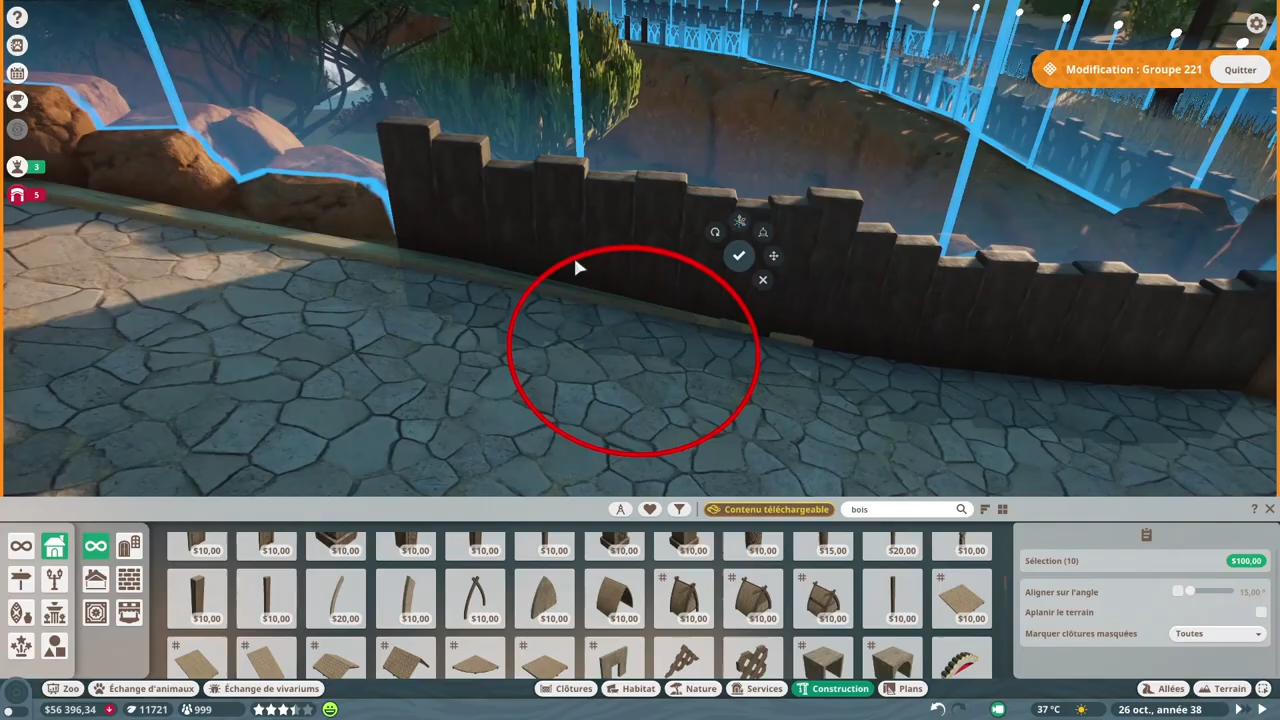 ?
Modification : Groupe 221
Quitter
3
5
Contenu téléchargeable
bois
?
$10,00 $10,00 $10,00 $10,00 $10,00 $10,00 $10,00 $10,00 $10,00 $15,00 $20,00 $10,00
Sélection (10)
$100,00
$10,00 $10,00 $20,00 $10,00 $10,00 $10,00 $10,00 $10,00 $10,00 $10,00 $10,00 $10,00
Aligner sur l'angle
15,00 °
Aplanir le terrain
Marquer clôtures masquées
Toutes
Zoo
Échange d'animaux
Échange de vivariums
Clôtures
Habitat
Nature
Services
Construction
Plans
Allées
Terrain
$56 396,34
11721
999
37 °C
26 oct., année 38